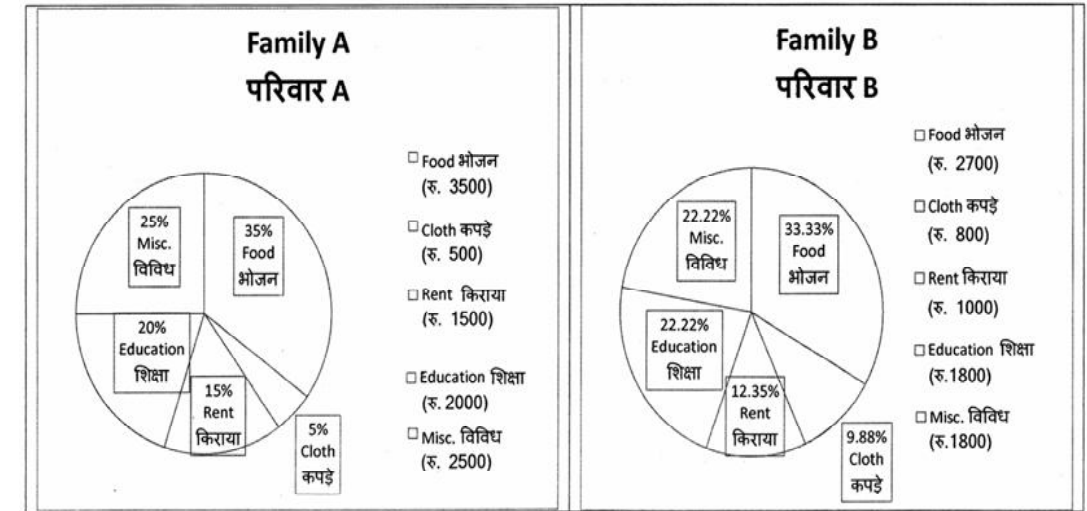 Family A
परिवार A
25%
Misc.
विविध
35%
Food
भोजन
20%
Education
शिक्षा
15%
Rent
किराया
5%
Cloth
कपड़े
Food भोजन
(रु. 3500)
Cloth कपड़े
(रु. 500)
Rent किराया
(रु. 1500)
Education शिक्षा
(रु. 2000)
Misc. विविध
(रु. 2500)
Family B
परिवार B
22.22%
Misc.
विविध
33.33%
Food
भोजन
22.22%
Education
शिक्षा
12.35%
Rent
किराया
9.88%
Cloth
कपड़े
Food भोजन
(रु. 2700)
Cloth कपड़े
(रु. 800)
Rent किराया
(रु. 1000)
Education शिक्षा
(रु.1800)
Misc. विविध
(रु.1800)